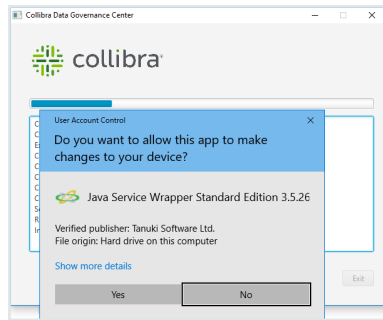 Collibra Data Governance Center
collibra
User Account Control
Do you want to allow this app to make
changes to your device?
Java Service Wrapper Standard Edition 3.5.26
Verified publisher: Tanuki Software Ltd.
File origin: Hard drive on this computer
Show more details
Yes
No
Exit